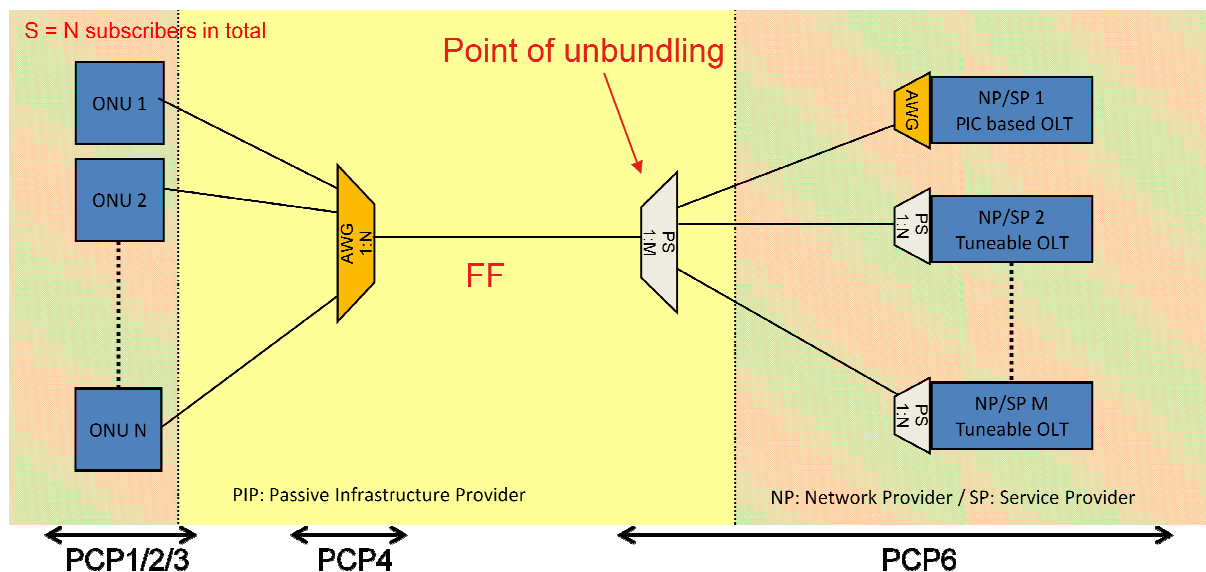 S = N subscribers in total
Point of unbundling
ONU 1
ONU 2
ONU N
AWG
1:N
FF
PS
1:M
AWG
NP/SP 1
PIC based OLT
PS
1:N
NP/SP 2
Tuneable OLT
PS
1:N
NP/SP M
Tuneable OLT
PIP: Passive Infrastructure Provider
NP: Network Provider / SP: Service Provider
PCP1/2/3
PCP4
PCP6